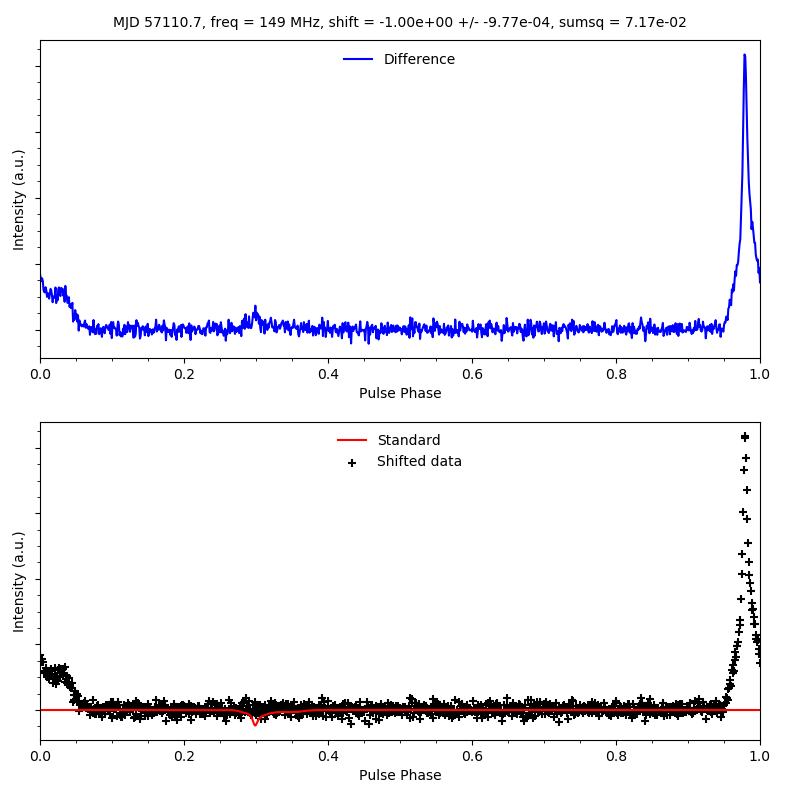 MJD 57110.7, freq = 149 MHz, shift = -1.00e+00 +/- -9.77e-04, sumsq = 7.17e-02
Difference
Intensity (a.u.)
0.0 0.2 0.4 0.6 0.8 1.0
Pulse Phase
Standard
Shifted data
Intensity (a.u.)
0.0 0.2 0.4 0.6 0.8 1.0
Pulse Phase